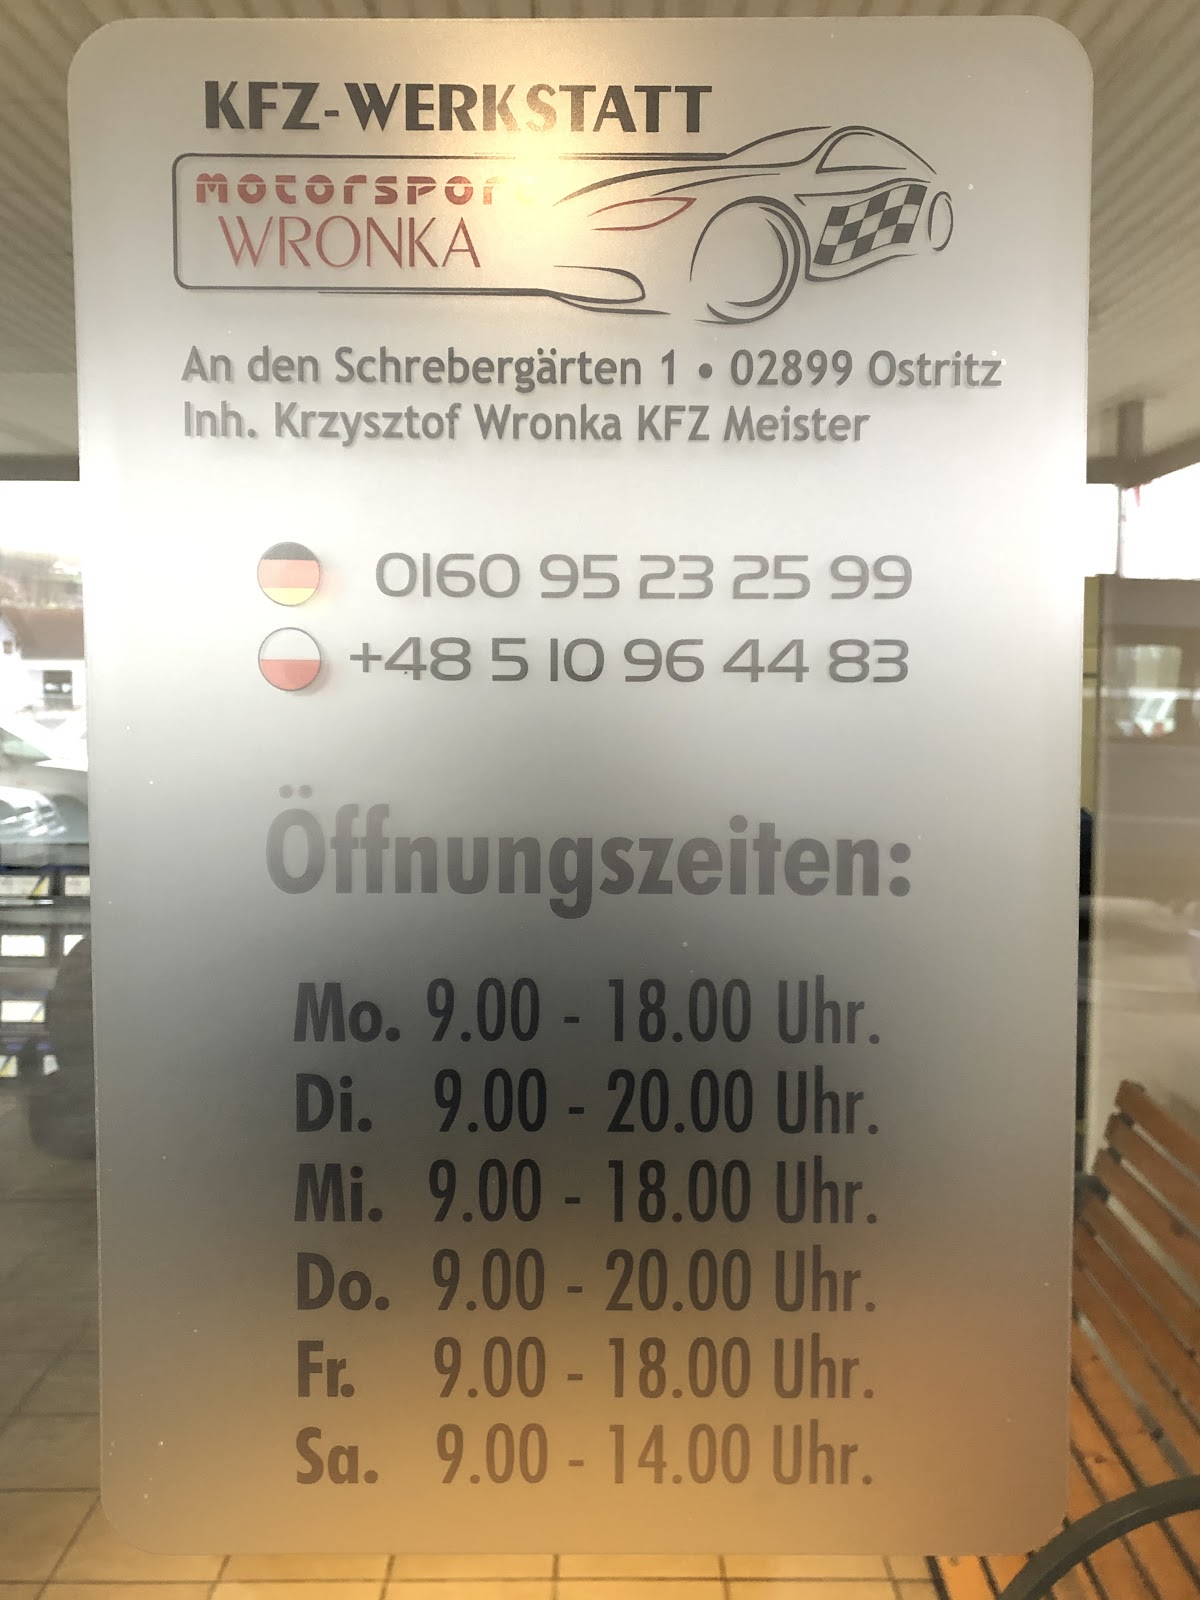 KFZ-WERKSTATT
MOTORSPORT
WRONKA
An den Schrebergärten 1 • 02899 Ostritz
Inh. Krzysztof Wronka KFZ Meister
0160 95 23 25 99
+48 5 10 96 44 83
Öffnungszeiten:
Mo. 9.00 - 18.00 Uhr.
Di. 9.00 - 20.00 Uhr.
Mi. 9.00 - 18.00 Uhr.
Do. 9.00 - 20.00 Uhr.
Fr. 9.00 - 18.00 Uhr.
Sa. 9.00 - 14.00 Uhr.